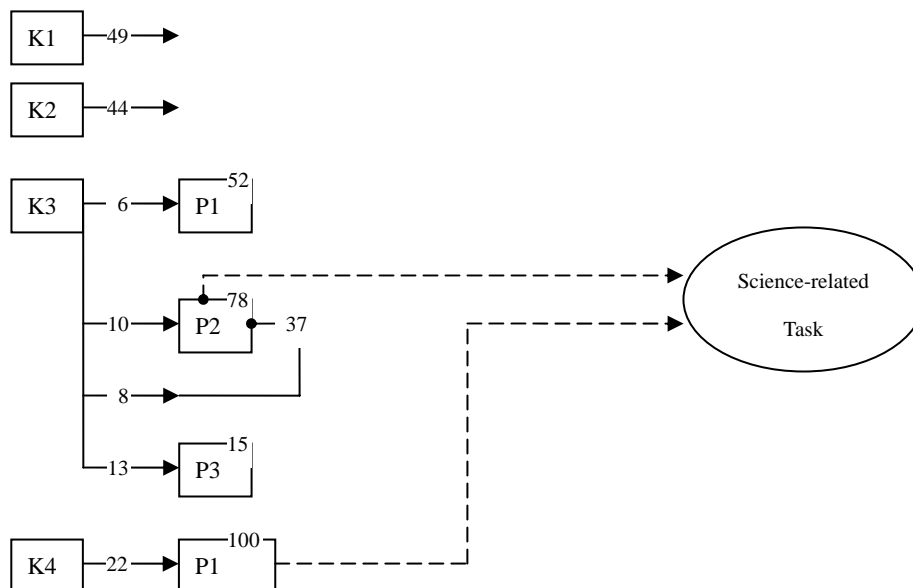 K1 49
K2 44
52
K3 6 P1
Science-related
78
10 P2 37
Task
8
15
13 P3
100
K4 22 P1